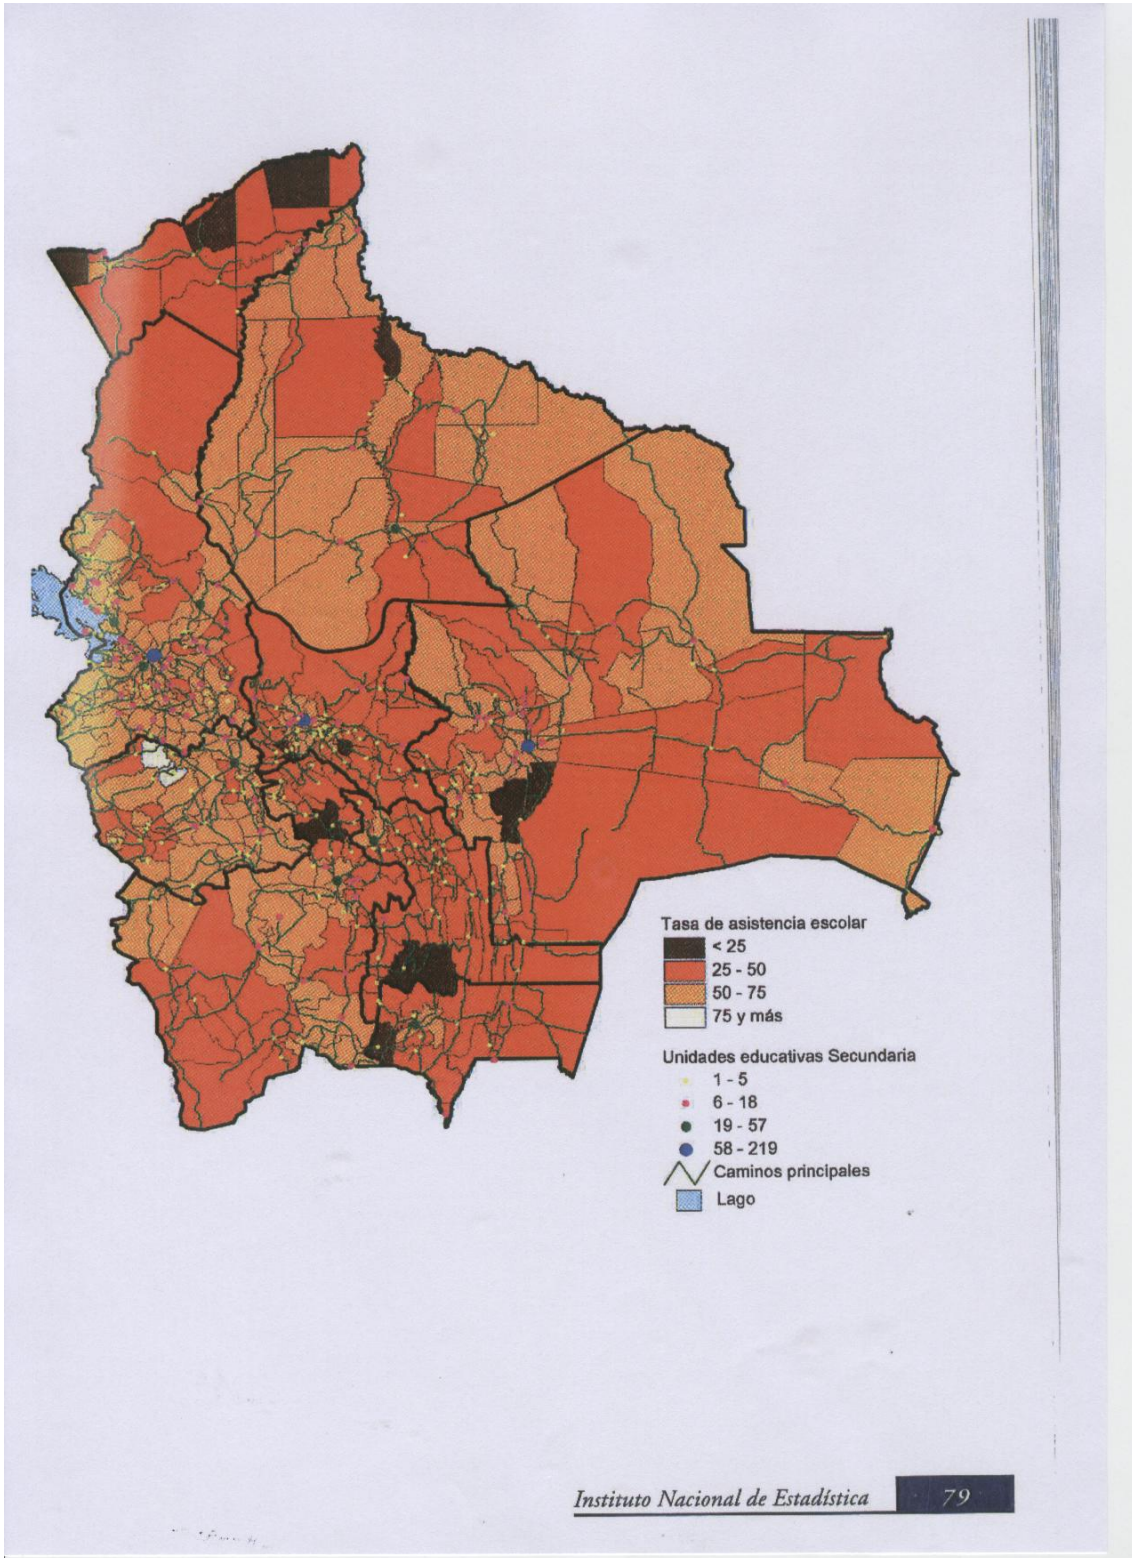 Tasa de asistencia escolar
< 25
25 - 50
50 - 75
75 y más
Unidades educativas Secundaria
1 - 5
6 - 18
19 - 57
58 - 219
Caminos principales
Lago
Instituto Nacional de Estadística 79